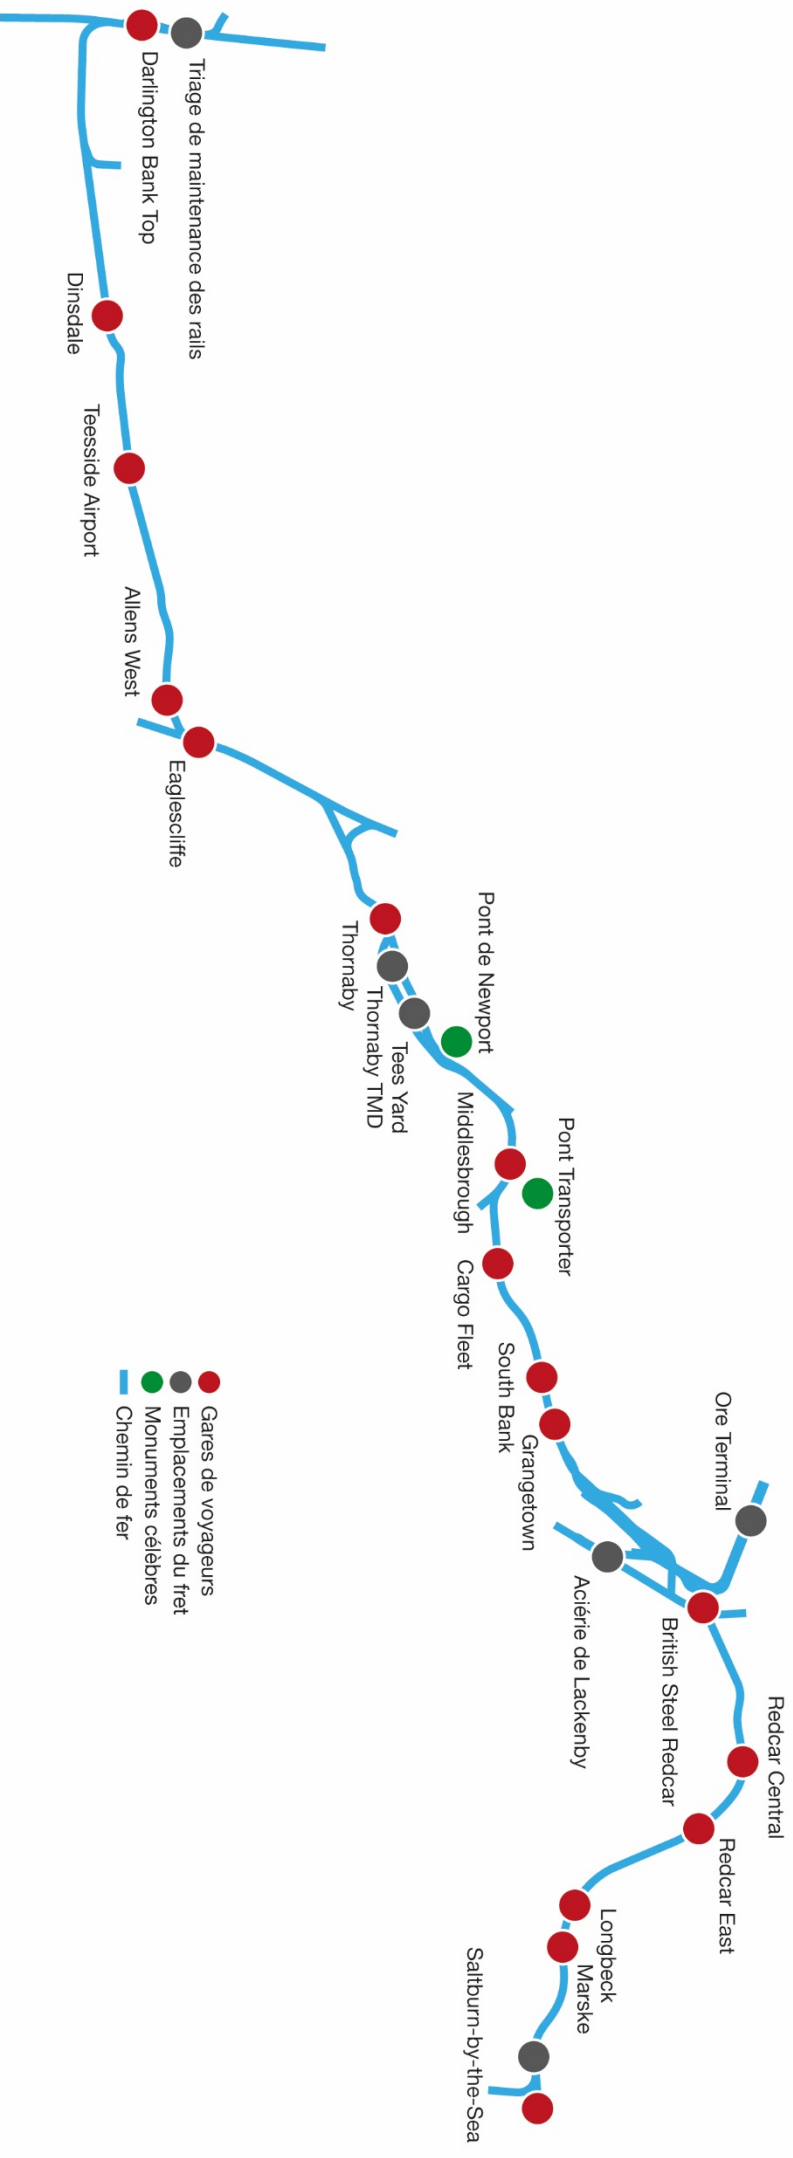 Triage de maintenance des rails
Darlington Bank Top
Dinsdale
Teesside Airport
Allens West
Eaglescliffe
Thornaby
Thornaby TMD
Tees Yard
Pont de Newport
Middlesbrough
Pont Transporter
Cargo Fleet
South Bank
Grangetown
Ore Terminal
Aciérie de Lackenby
British Steel Redcar
Redcar Central
Redcar East
Longbeck
Marske
Saltburn-by-the-Sea
Gares de voyageurs
Emplacements du fret
Monuments célèbres
Chemin de fer